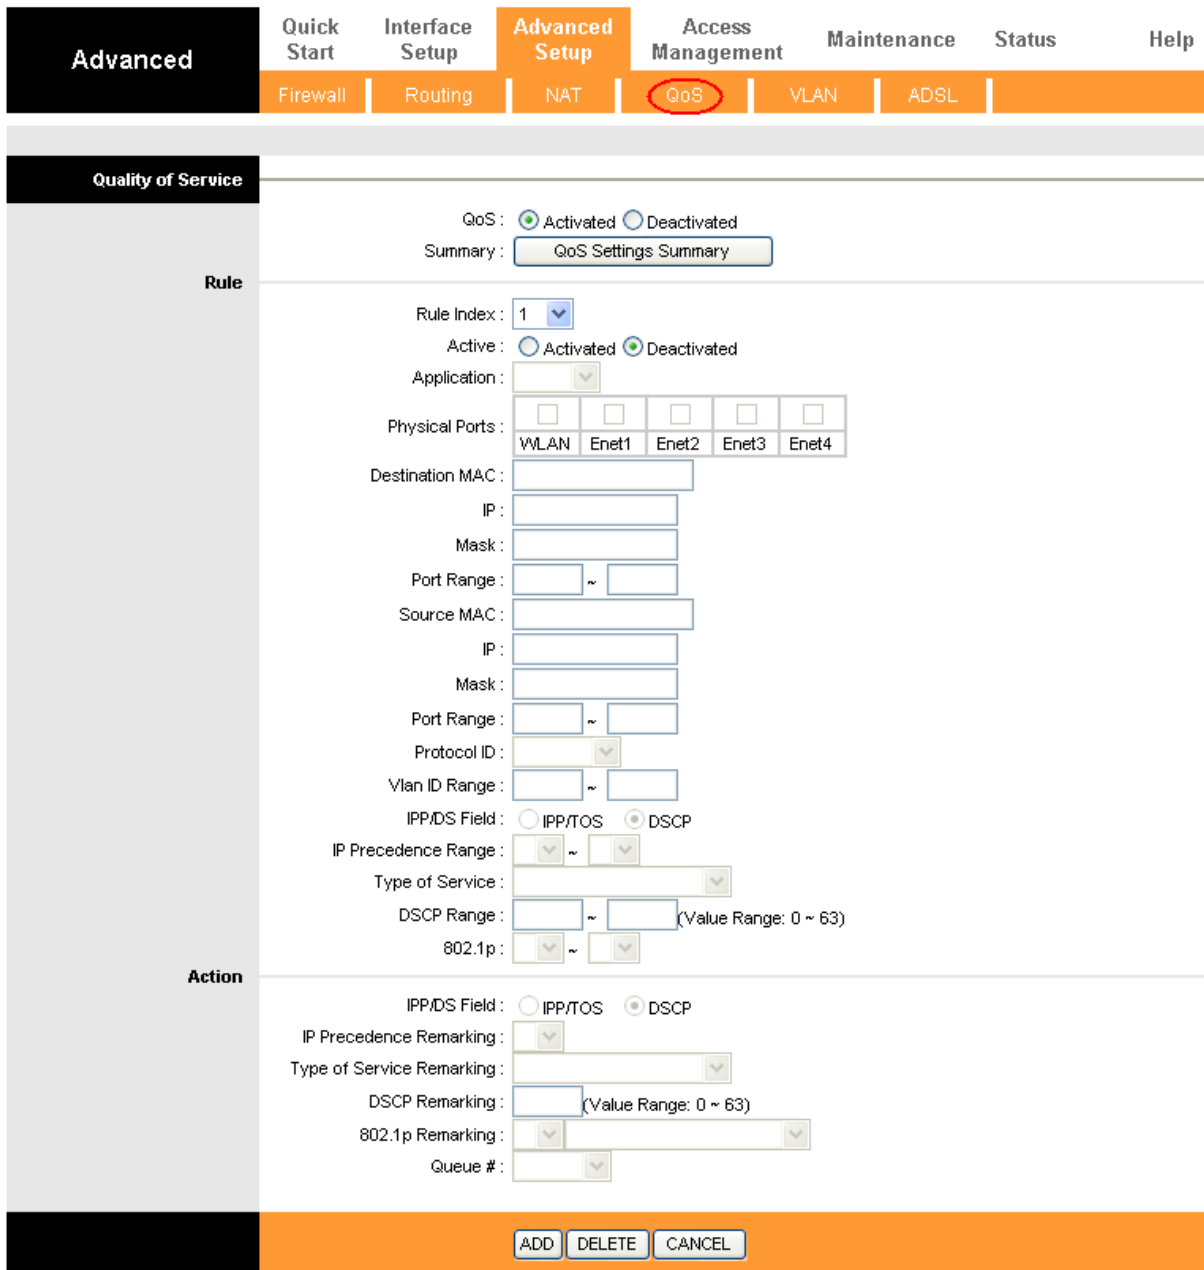 Advanced
Quick Start
Interface Setup
Advanced Setup
Access Management
Maintenance
Status
Help
Firewall
Routing
NAT
QoS
VLAN
ADSL
Quality of Service
QoS : Activated Deactivated
Summary : QoS Settings Summary
Rule
Rule Index : 1
Active : Activated Deactivated
Application :
Physical Ports :
WLAN Enet1 Enet2 Enet3 Enet4
Destination MAC :
IP :
Mask :
Port Range : ~
Source MAC :
IP :
Mask :
Port Range : ~
Protocol ID :
Vlan ID Range : ~
IPP/DS Field : IPP/TOS DSCP
IP Precedence Range : ~
Type of Service :
DSCP Range : ~ (Value Range: 0 ~ 63)
802.1p : ~
Action
IPP/DS Field : IPP/TOS DSCP
IP Precedence Remarking :
Type of Service Remarking :
DSCP Remarking : (Value Range: 0 ~ 63)
802.1p Remarking :
Queue # :
ADD DELETE CANCEL